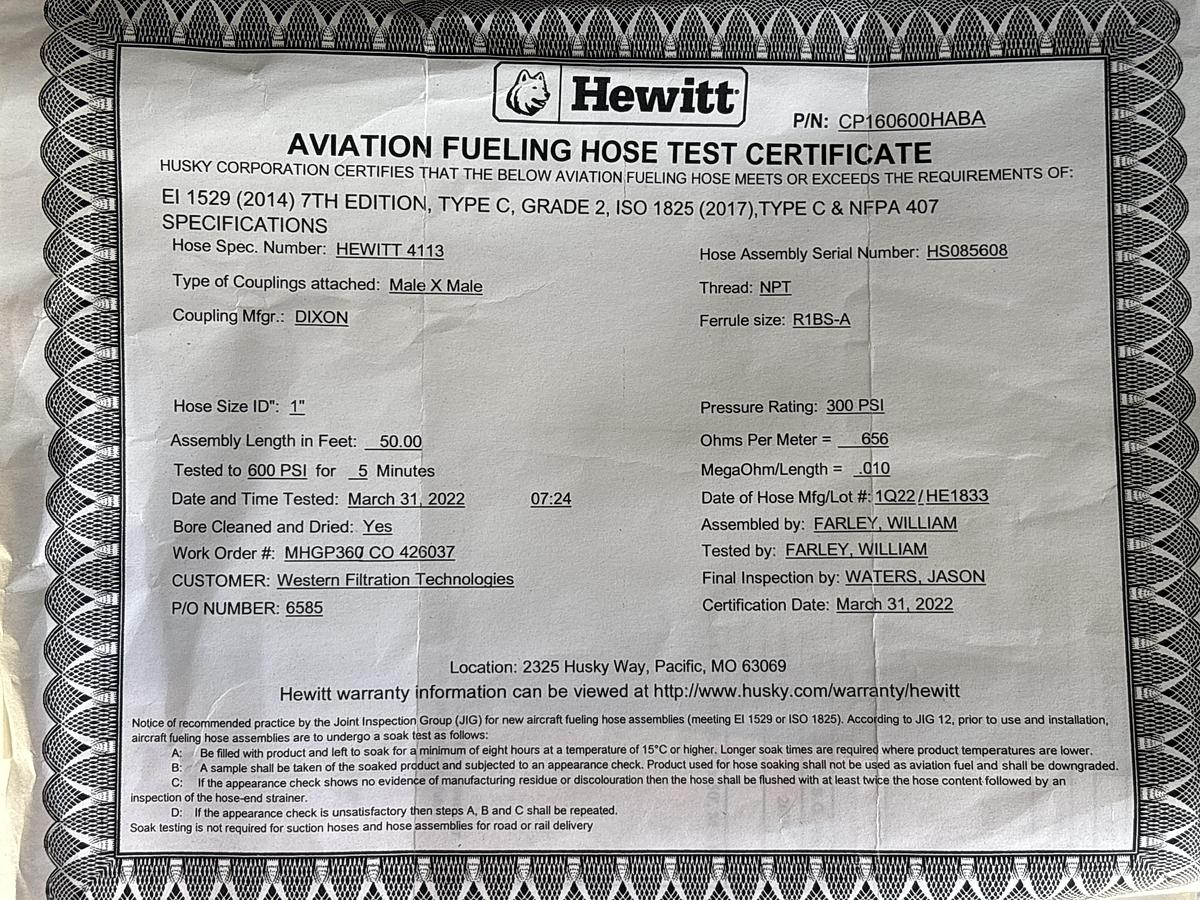 Hewitt
P/N: CP160600HABA
AVIATION FUELING HOSE TEST CERTIFICATE
HUSKY CORPORATION CERTIFIES THAT THE BELOW AVIATION FUELING HOSE MEETS OR EXCEEDS THE REQUIREMENTS OF:
EI 1529 (2014) 7TH EDITION, TYPE C, GRADE 2, ISO 1825 (2017),TYPE C & NFPA 407
SPECIFICATIONS
Hose Spec. Number: HEWITT 4113
Hose Assembly Serial Number: HS085608
Type of Couplings attached: Male X Male
Thread: NPT
Coupling Mfgr.: DIXON
Ferrule size: R1BS-A
Hose Size ID": 1"
Pressure Rating: 300 PSI
Assembly Length in Feet: 50.00
Ohms Per Meter = 656
Tested to 600 PSI for 5 Minutes
MegaOhm/Length = .010
Date and Time Tested: March 31, 2022 07:24
Date of Hose Mfg/Lot #: 1Q22/HE1833
Bore Cleaned and Dried: Yes
Assembled by: FARLEY, WILLIAM
Work Order #: MHGP360 CO 426037
Tested by: FARLEY, WILLIAM
CUSTOMER: Western Filtration Technologies
Final Inspection by: WATERS, JASON
P/O NUMBER: 6585
Certification Date: March 31, 2022
Location: 2325 Husky Way, Pacific, MO 63069
Hewitt warranty information can be viewed at http://www.husky.com/warranty/hewitt
Notice of recommended practice by the Joint Inspection Group (JIG) for new aircraft fueling hose assemblies (meeting EI 1529 or ISO 1825). According to JIG 12, prior to use and installation,
aircraft fueling hose assemblies are to undergo a soak test as follows:
A: Be filled with product and left to soak for a minimum of eight hours at a temperature of 15°C or higher. Longer soak times are required where product temperatures are lower.
B: A sample shall be taken of the soaked product and subjected to an appearance check. Product used for hose soaking shall not be used as aviation fuel and shall be downgraded.
C: If the appearance check shows no evidence of manufacturing residue or discolouration then the hose shall be flushed with at least twice the hose content followed by an
inspection of the hose-end strainer.
D: If the appearance check is unsatisfactory then steps A, B and C shall be repeated.
Soak testing is not required for suction hoses and hose assemblies for road or rail delivery